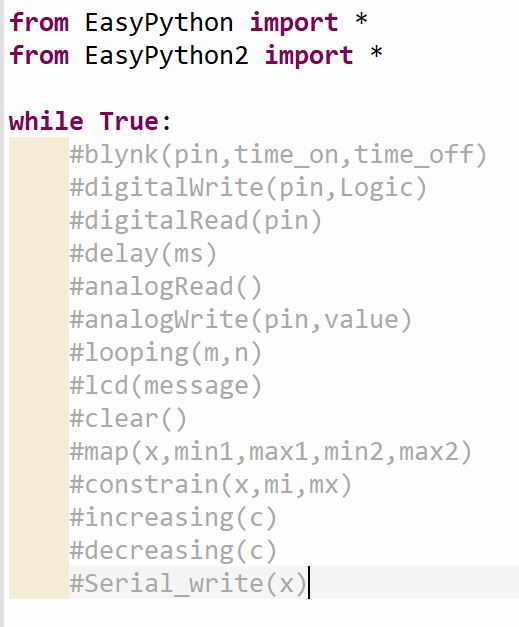 from EasyPython import *
from EasyPython2 import *
while True:
#blynk(pin,time_on,time_off)
#digitalWrite(pin,Logic)
#digitalRead(pin)
#delay(ms)
#analogRead()
#analogWrite(pin,value)
#looping(m,n)
#lcd(message)
#clear()
#map(x,min1,max1,min2,max2)
#constrain(x,mi,mx)
#increasing(c)
#decreasing(c)
#Serial_write(x)